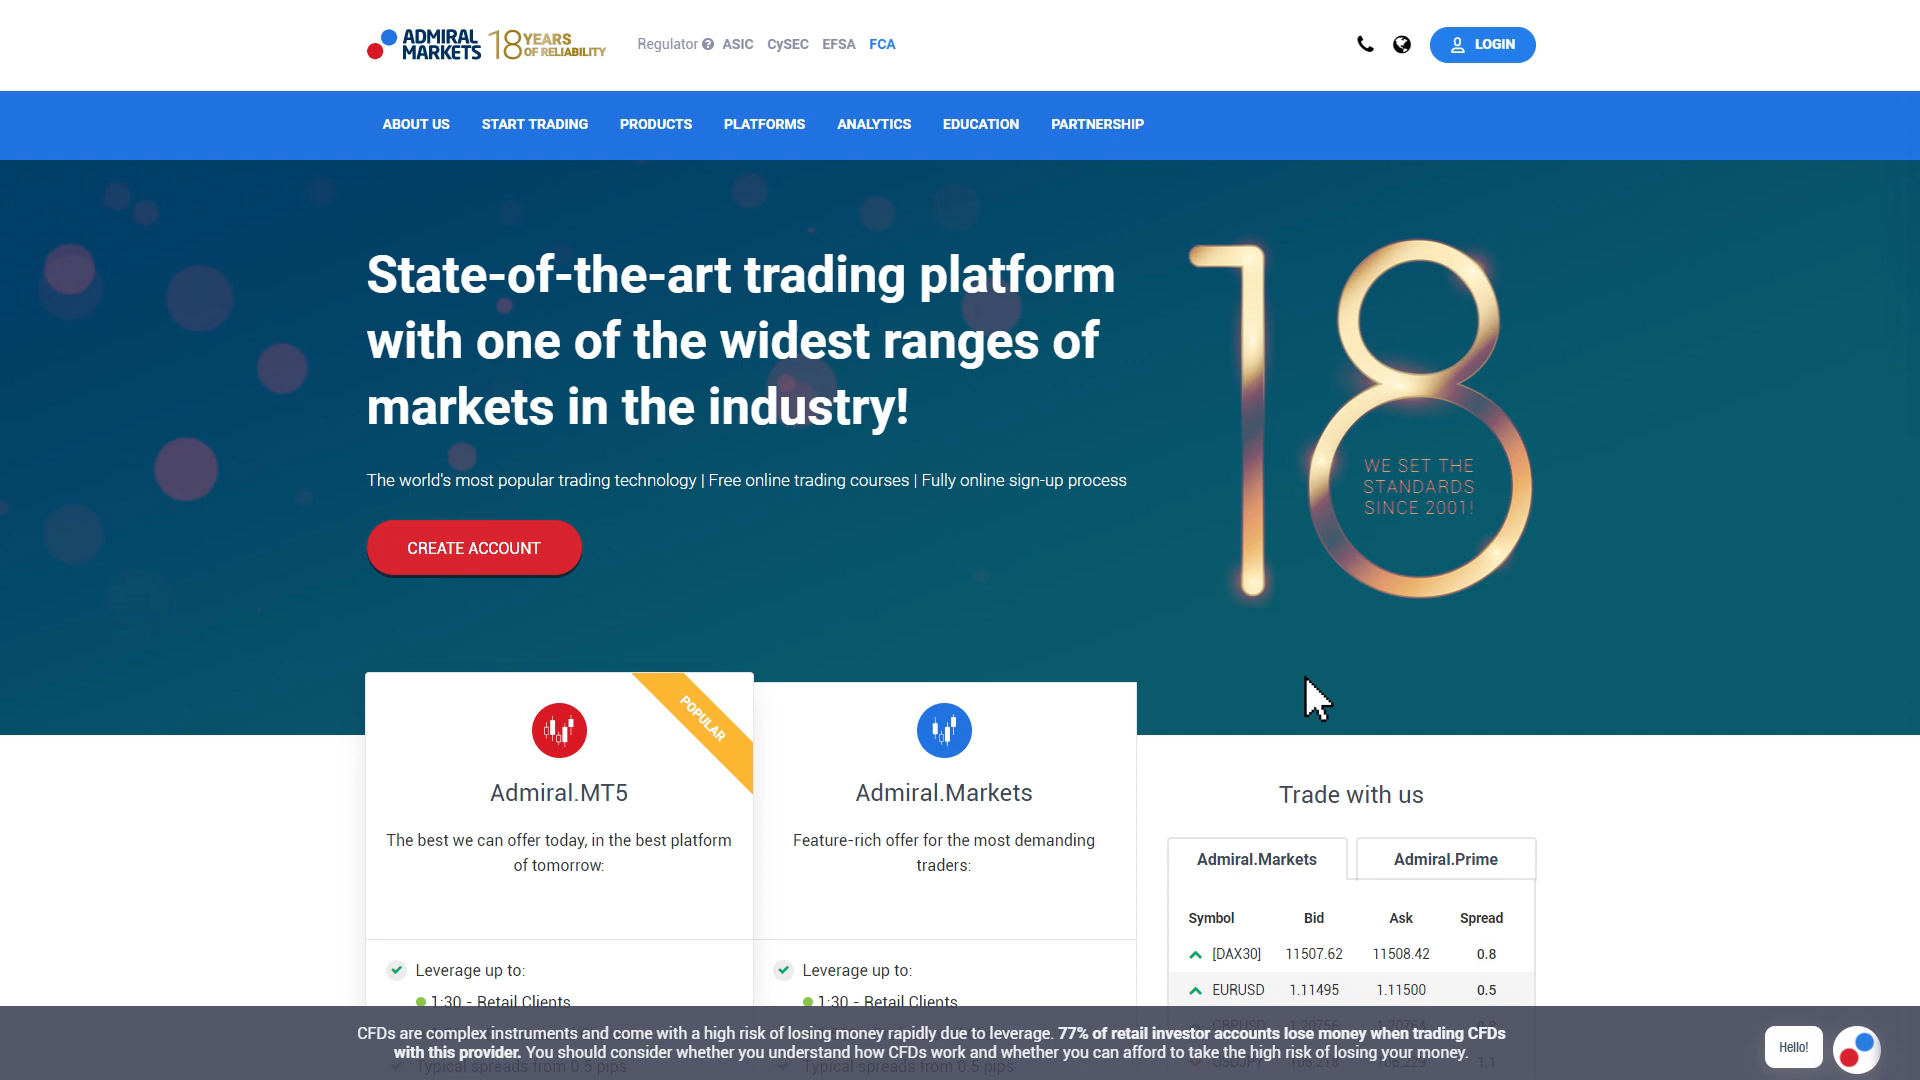 ADMIRAL MARKETS 18 YEARS OF RELIABILITY
Regulator ASIC CySEC EFSA FCA
LOGIN
ABOUT US START TRADING PRODUCTS PLATFORMS ANALYTICS EDUCATION PARTNERSHIP
State-of-the-art trading platform
with one of the widest ranges of
markets in the industry!
The world's most popular trading technology | Free online trading courses | Fully online sign-up process
CREATE ACCOUNT
18
WE SET THE
STANDARDS
SINCE 2001!
POPULAR
Admiral.MT5
The best we can offer today, in the best platform
of tomorrow:
Leverage up to:
1:30 - Retail Clients
Typical spreads from 0.5 pips
Admiral.Markets
Feature-rich offer for the most demanding
traders:
Leverage up to:
1:30 - Retail Clients
Typical spreads from 0.5 pips
Trade with us
Admiral.Markets Admiral.Prime
Symbol Bid Ask Spread
[DAX30] 11507.62 11508.42 0.8
EURUSD 1.11495 1.11500 0.5
CFDs are complex instruments and come with a high risk of losing money rapidly due to leverage. 77% of retail investor accounts lose money when trading CFDs
with this provider. You should consider whether you understand how CFDs work and whether you can afford to take the high risk of losing your money.
Hello!